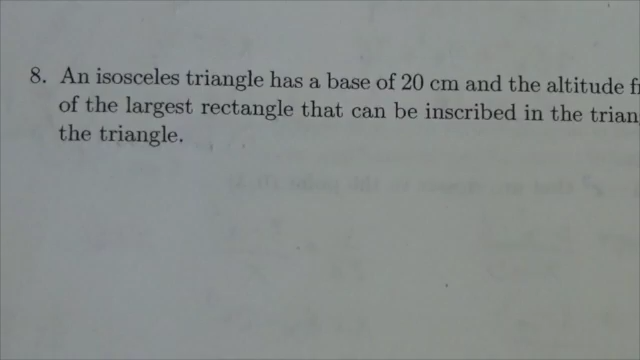 8. An isosceles triangle has a base of 20 cm and the altitude
of the largest rectangle that can be inscribed in the
the triangle.